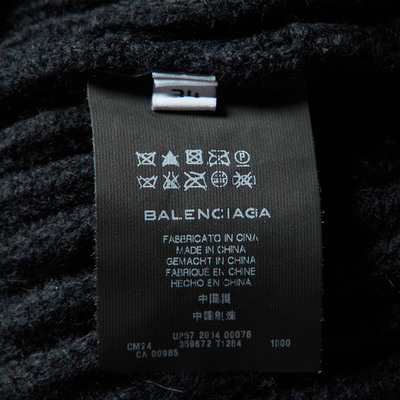 34
BALENCIAGA
FABBRICATO IN CINA
MADE IN CHINA
GEMACHT IN CHINA
FABRIQUÉ EN CHINE
HECHO EN CHINA
中国製
UP57 2014 00078
CM24 359672 T1284 1000
CA 00985